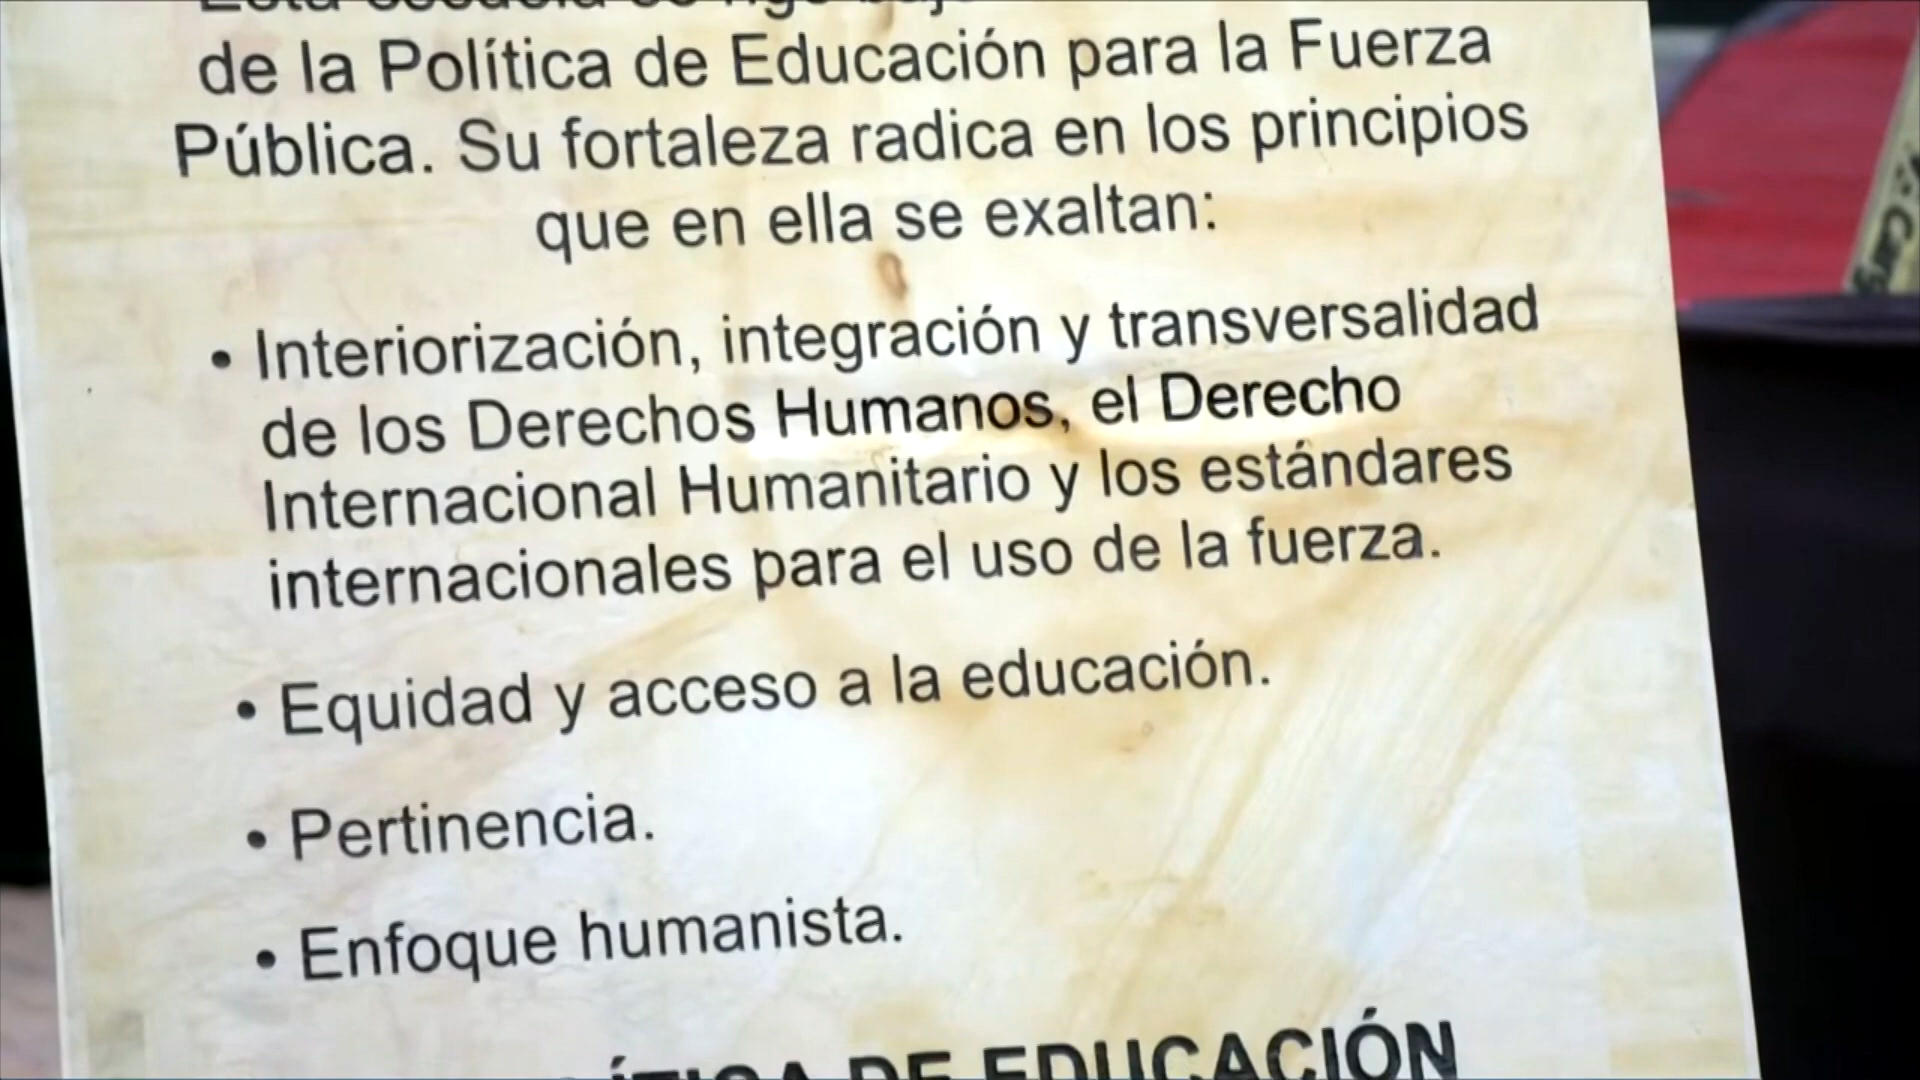 de la Política de Educación para la Fuerza
Pública. Su fortaleza radica en los principios
que en ella se exaltan:
• Interiorización, integración y transversalidad
de los Derechos Humanos, el Derecho
Internacional Humanitario y los estándares
internacionales para el uso de la fuerza.
• Equidad y acceso a la educación.
• Pertinencia.
• Enfoque humanista.
DE EDUCACIÓN